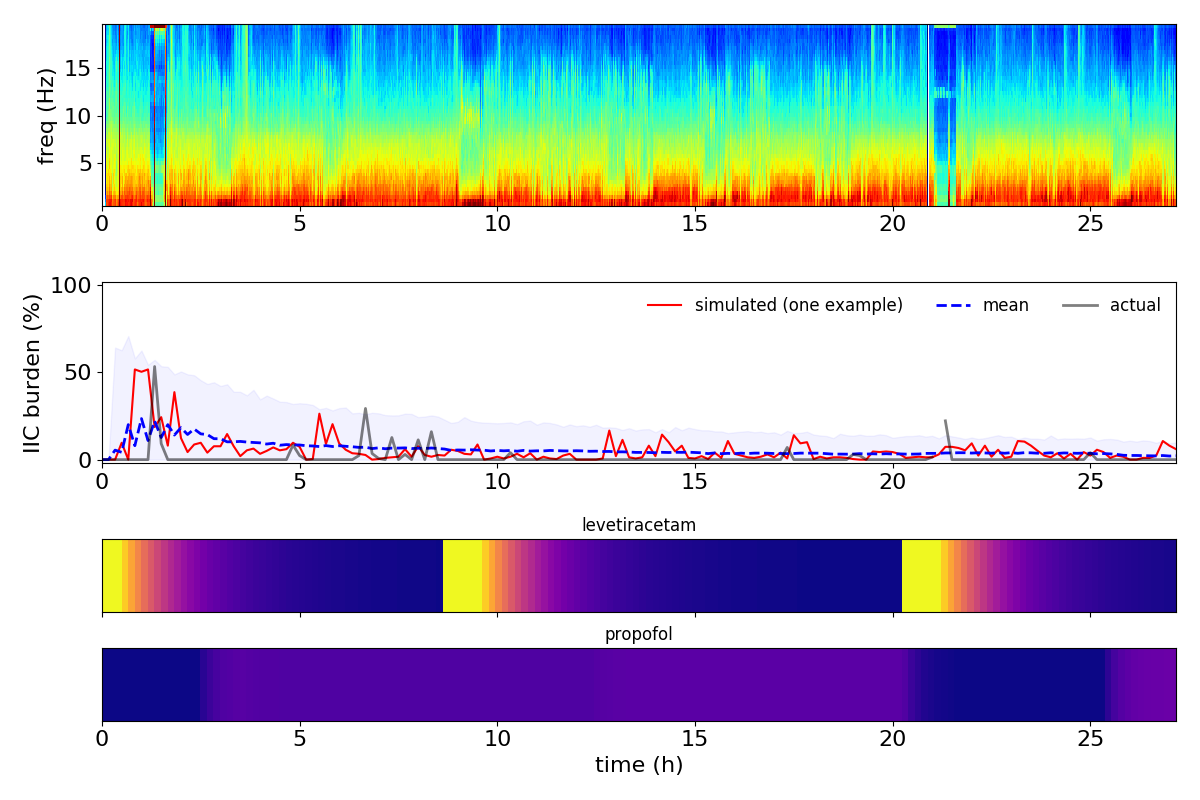 freq (Hz)
15
10
5
0 5 10 15 20 25
IIC burden (%)
100
50
0
simulated (one example) mean actual
0 5 10 15 20 25
levetiracetam
propofol
0 5 10 15 20 25
time (h)